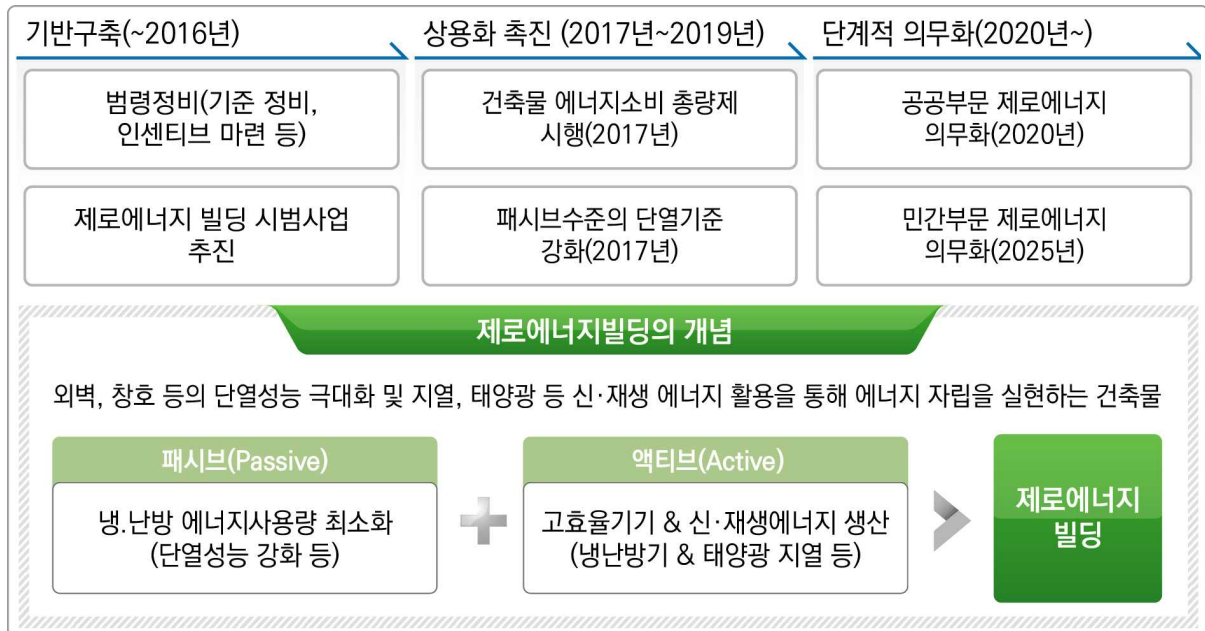 기반구축(~2016년)
상용화 촉진 (2017년~2019년)
단계적 의무화(2020년~)
범령정비(기준 정비,
인센티브 마련 등)
건축물 에너지소비 총량제
시행(2017년)
공공부문 제로에너지
의무화(2020년)
제로에너지 빌딩 시범사업
추진
패시브수준의 단열기준
강화(2017년)
민간부문 제로에너지
의무화(2025년)
제로에너지빌딩의 개념
외벽, 창호 등의 단열성능 극대화 및 지열, 태양광 등 신·재생 에너지 활용을 통해 에너지 자립을 실현하는 건축물
패시브(Passive)
냉.난방 에너지사용량 최소화
(단열성능 강화 등)
액티브(Active)
고효율기기 & 신·재생에너지 생산
(냉난방기 & 태양광 지열 등)
제로에너지
빌딩